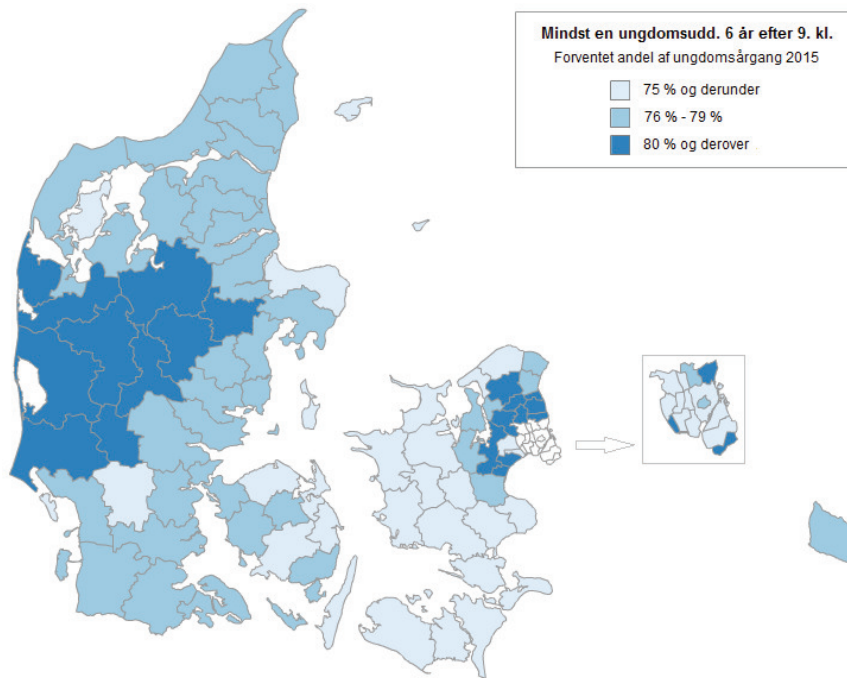 Mindst en ungdomsudd. 6 år efter 9. kl.
Forventet andel af ungdomsårgang 2015
75 % og derunder
76 % - 79 %
80 % og derover